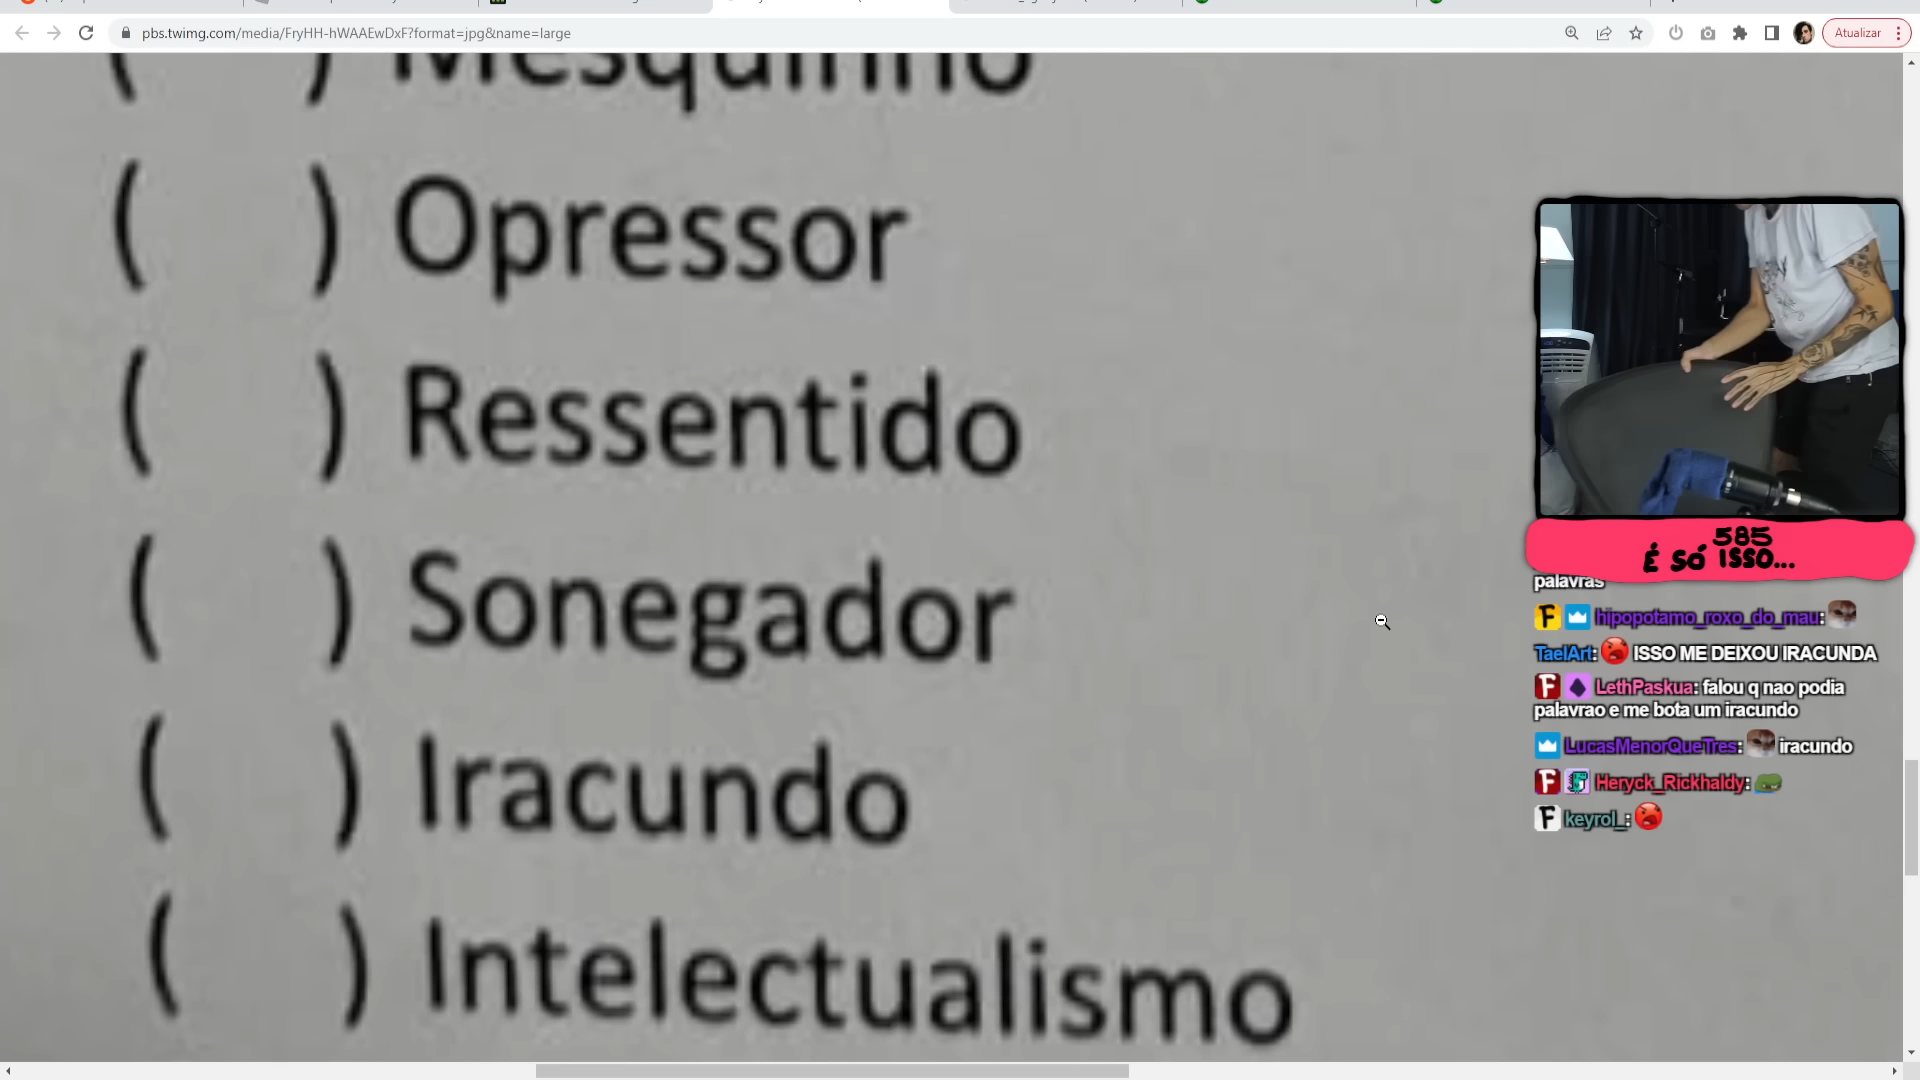 pbs.twimg.com/media/FryHH-hWAAEwDxF?format=jpg&name=large
Atualizar
( ) Mesquinho
( ) Opressor
( ) Ressentido
( ) Sonegador
( ) Iracundo
( ) Intelectualismo
585
É SÓ ISSO...
palavras
hipopotamo_roxo_do_mau:
TaelArt: ISSO ME DEIXOU IRACUNDA
LethPaskua: falou q nao podia
palavrao e me bota um iracundo
LucasMenorQueTres: iracundo
Heryck_Rickhaldy:
keyrol_: